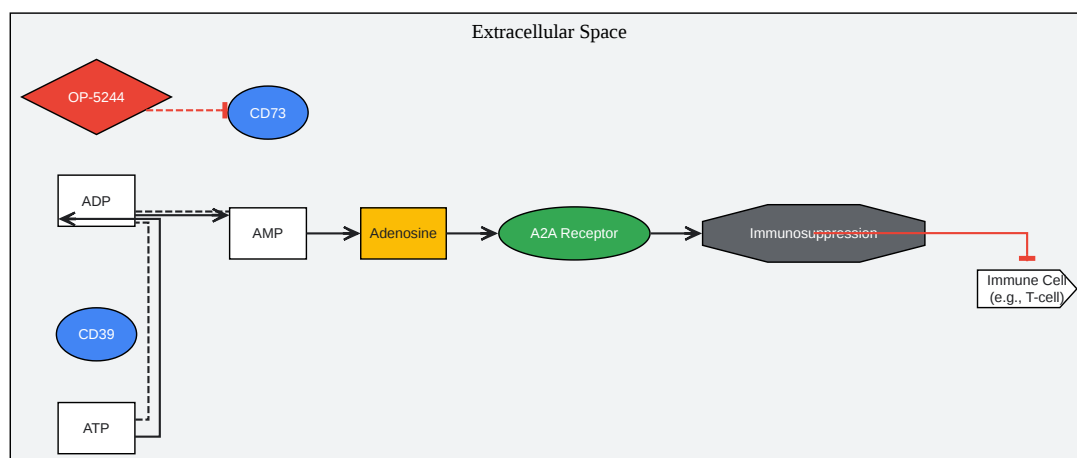 Extracellular Space
OP-5244
CD73
ADP
AMP
Adenosine
A2A Receptor
Immunosuppression
Immune Cell
(e.g., T-cell)
CD39
ATP